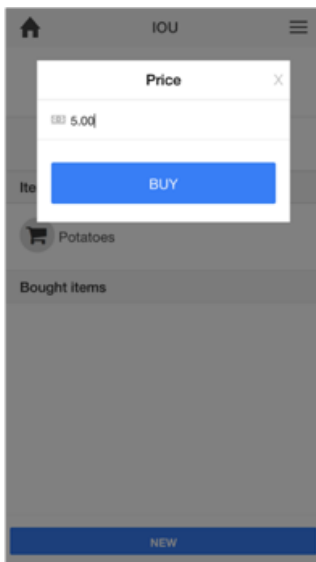 IOU
Price
X
5.00
BUY
Ite
Potatoes
Bought items
NEW